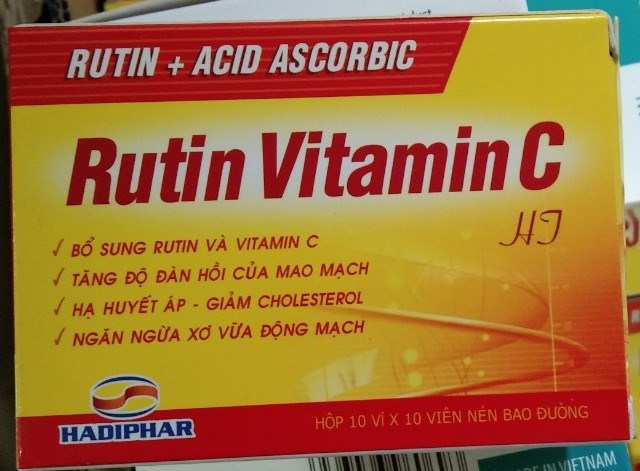 RUTIN + ACID ASCORBIC
Rutin Vitamin C
HT
✓ BỔ SUNG RUTIN VÀ VITAMIN C
✓ TĂNG ĐỘ ĐÀN HỒI CỦA MAO MẠCH
✓ HẠ HUYẾT ÁP - GIẢM CHOLESTEROL
✓ NGĂN NGỪA XƠ VỮA ĐỘNG MẠCH
HADIPHAR
HỘP 10 VỈ X 10 VIÊN NÉN BAO ĐƯỜNG
IN VIETNAM